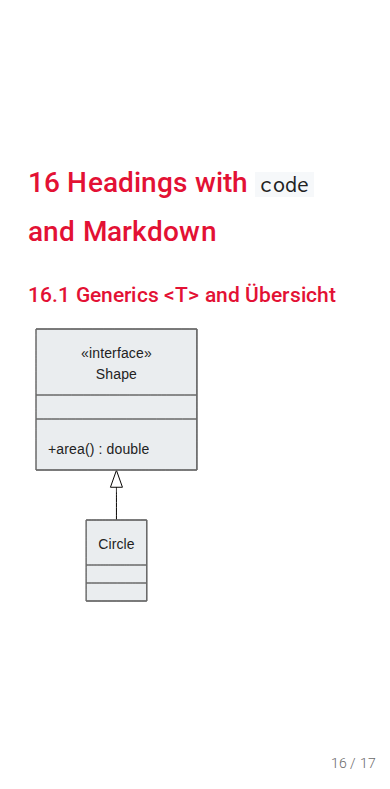 16 Headings with code
and Markdown
16.1 Generics <T> and Übersicht
«interface»
Shape
+area() : double
Circle
16 / 17